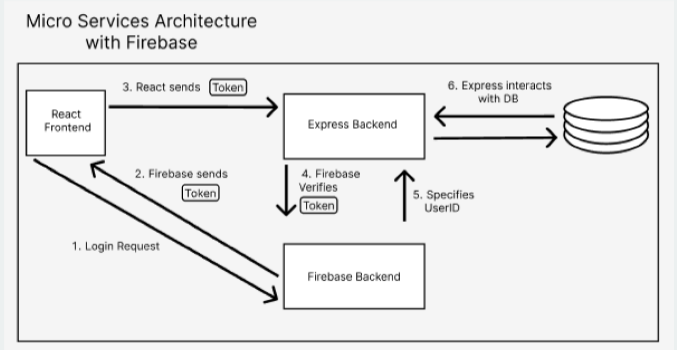 Micro Services Architecture
with Firebase
3. React sends Token
6. Express interacts
with DB
React
Frontend
Express Backend
2. Firebase sends
Token
4. Firebase
Verifies
Token
5. Specifies
UserID
1. Login Request
Firebase Backend